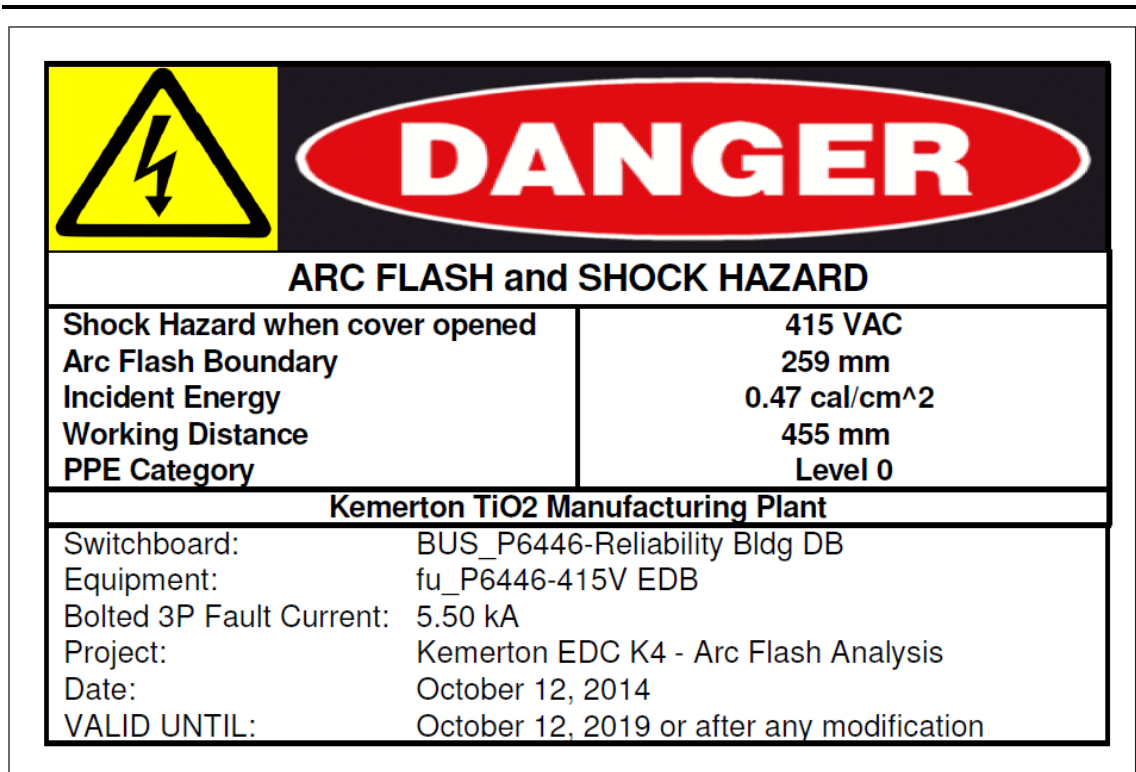 DANGER
ARC FLASH and SHOCK HAZARD
Shock Hazard when cover opened 415 VAC
Arc Flash Boundary 259 mm
Incident Energy 0.47 cal/cm^2
Working Distance 455 mm
PPE Category Level 0
Kemerton TiO2 Manufacturing Plant
Switchboard: BUS_P6446-Reliability Bldg DB
Equipment: fu_P6446-415V EDB
Bolted 3P Fault Current: 5.50 kA
Project: Kemerton EDC K4 - Arc Flash Analysis
Date: October 12, 2014
VALID UNTIL: October 12, 2019 or after any modification